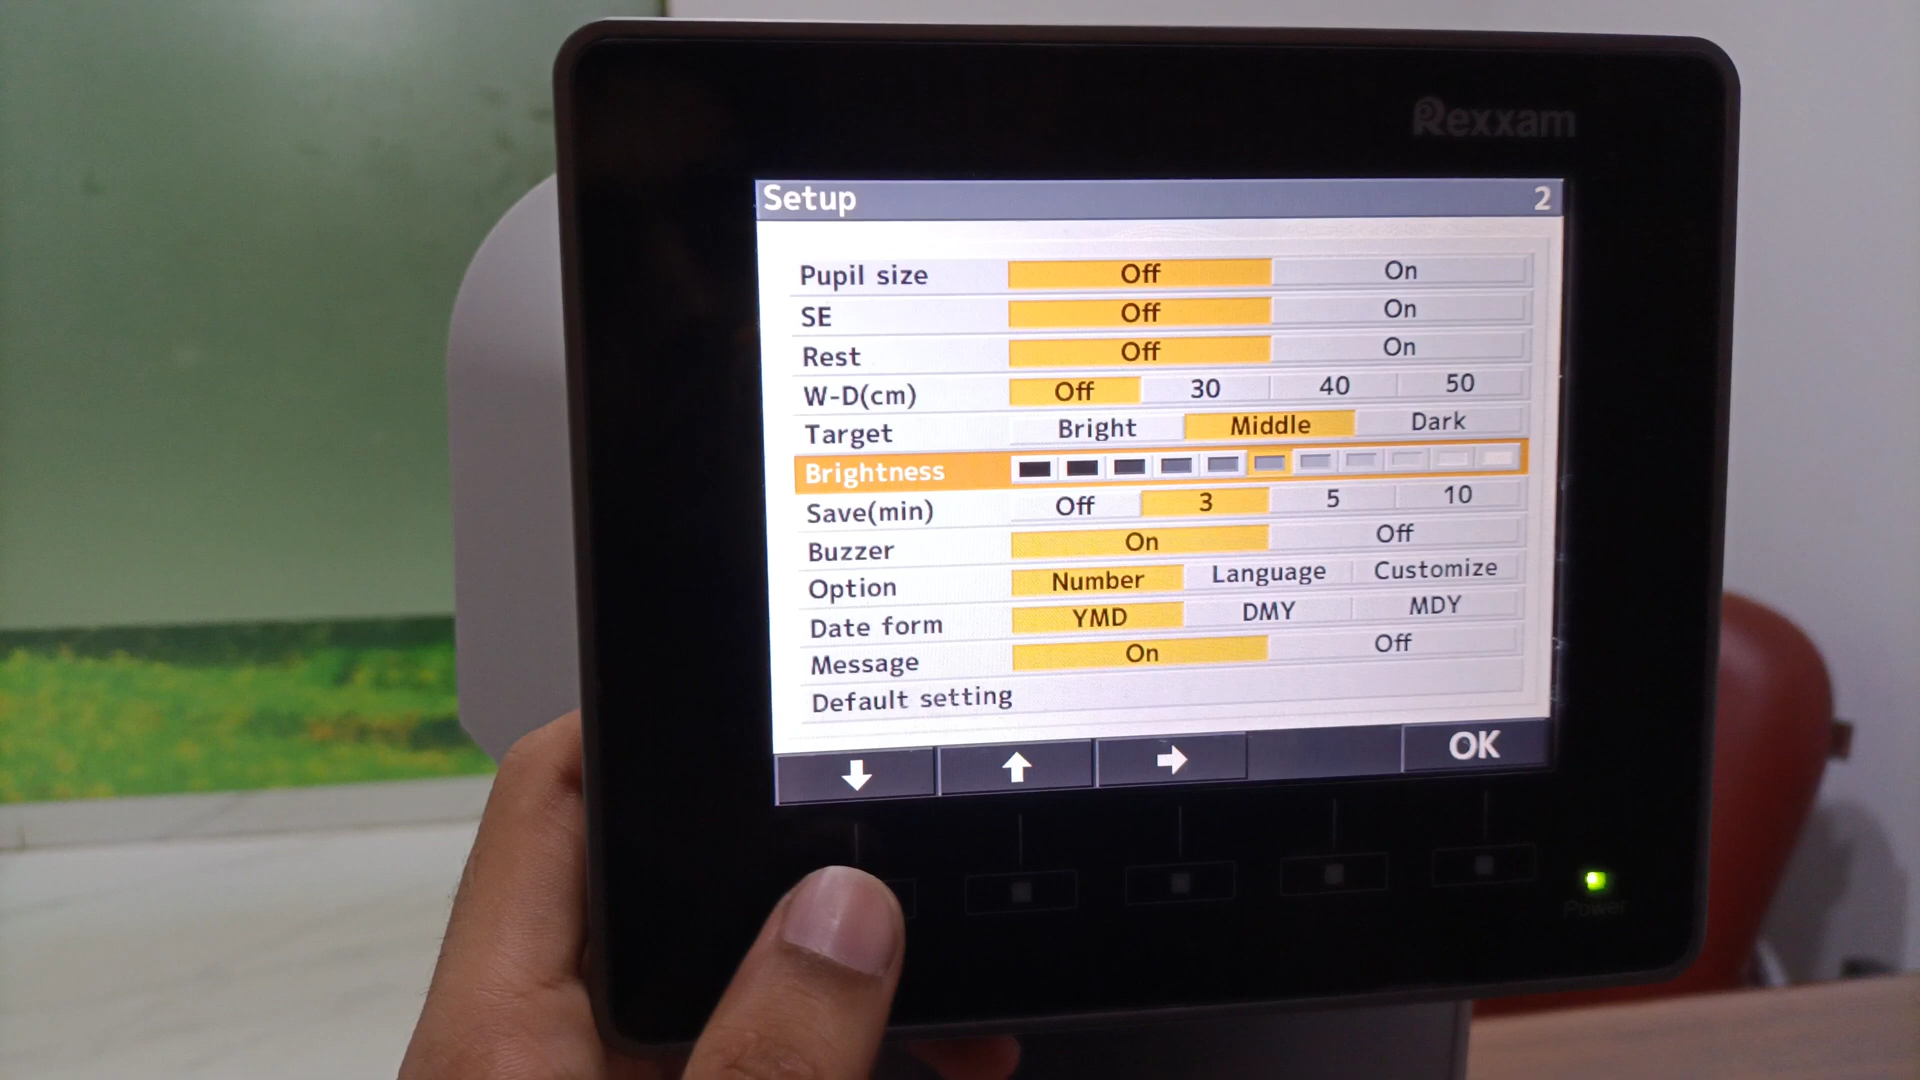 Rexxam
Setup 2
Pupil size Off On
SE Off On
Rest Off On
W-D(cm) Off 30 40 50
Target Bright Middle Dark
Brightness
Save(min) Off 3 5 10
Buzzer On Off
Option Number Language Customize
Date form YMD DMY MDY
Message On Off
Default setting
OK
Power